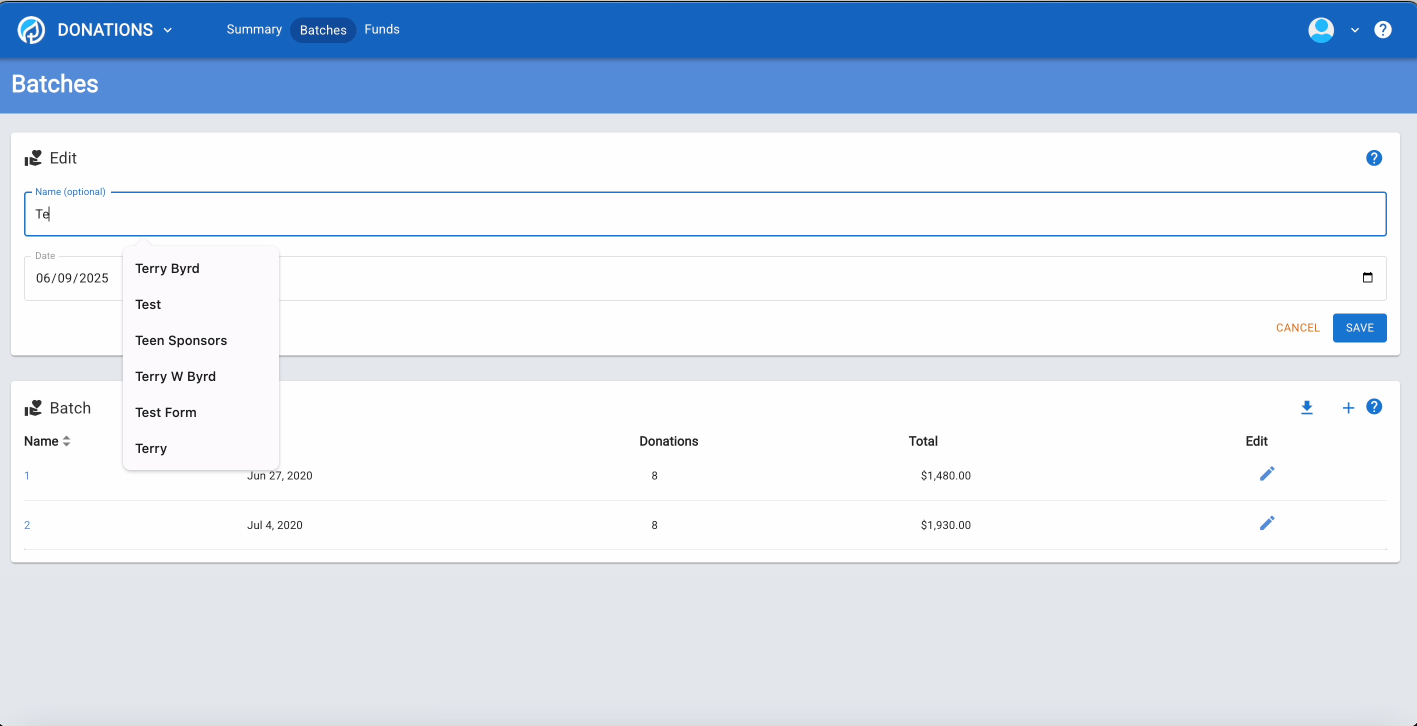 DONATIONS Summary Batches Funds
Batches
Edit
Name (optional)
Te
Date
06/09/2025
Terry Byrd
Test
Teen Sponsors
Terry W Byrd
Test Form
Terry
CANCEL SAVE
Batch
Name Donations Total Edit
1 Jun 27, 2020 8 $1,480.00
2 Jul 4, 2020 8 $1,930.00